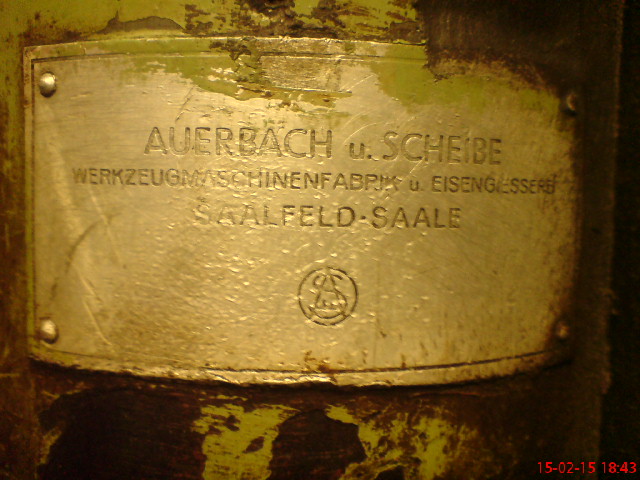 AUERBACH u. SCHEIBE
WERKZEUGMASCHINENFABRIK u. EISENGIESSEREI
SAALFELD·SAALE
15-02-15 18:43